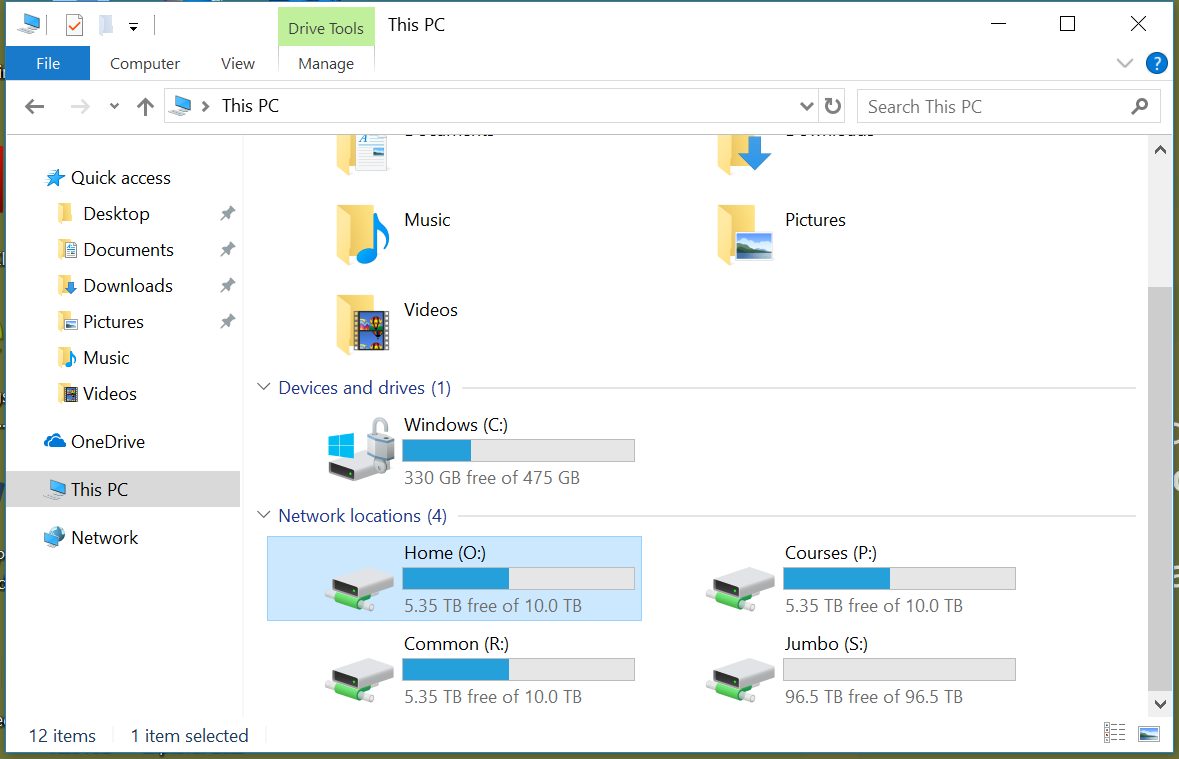 Drive Tools
This PC
File
Computer
View
Manage
This PC
Search This PC
Quick access
Desktop
Documents
Downloads
Pictures
Music
Videos
OneDrive
This PC
Network
Documents
Downloads
Music
Pictures
Videos
Devices and drives (1)
Windows (C:)
330 GB free of 475 GB
Network locations (4)
Home (O:)
5.35 TB free of 10.0 TB
Courses (P:)
5.35 TB free of 10.0 TB
Common (R:)
5.35 TB free of 10.0 TB
Jumbo (S:)
96.5 TB free of 96.5 TB
12 items
1 item selected